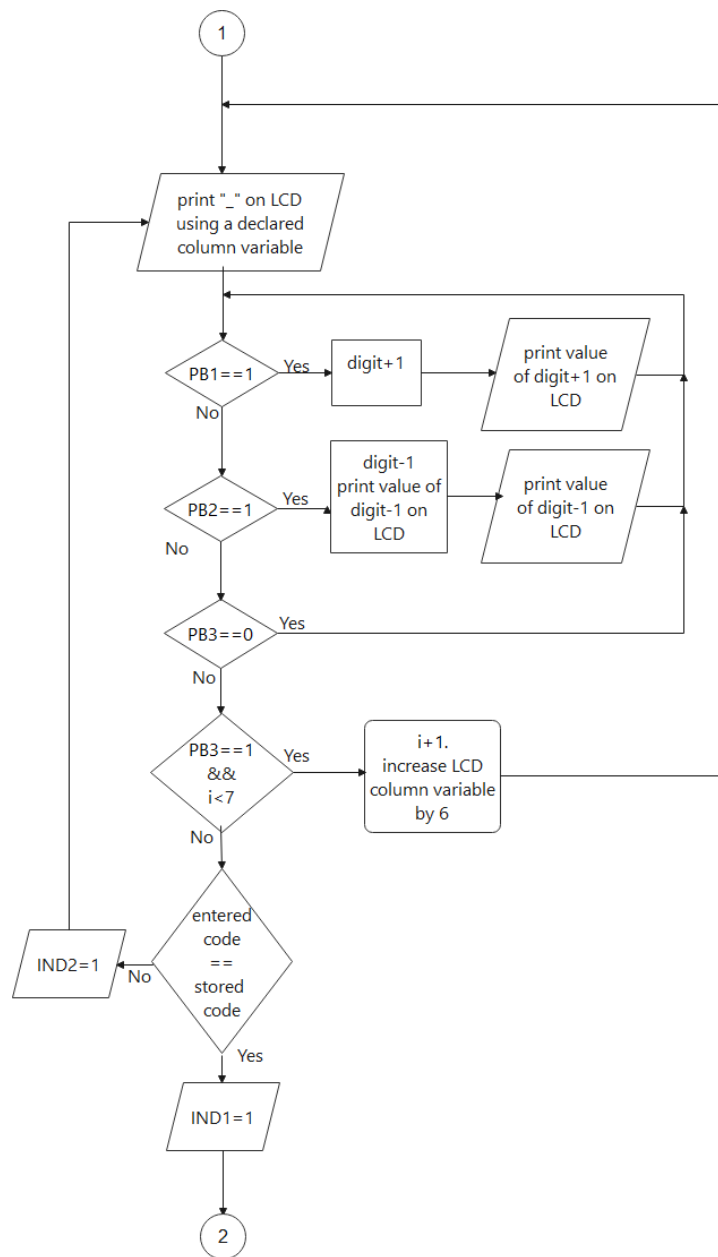 1
print "_" on LCD
using a declared
column variable
PB1==1
Yes
digit+1
print value
of digit+1 on
LCD
No
PB2==1
Yes
digit-1
print value of
digit-1 on
LCD
print value
of digit-1 on
LCD
No
PB3==0
Yes
No
PB3==1
&&
i<7
Yes
i+1.
increase LCD
column variable
by 6
No
entered
code
==
stored
code
No
IND2=1
Yes
IND1=1
2